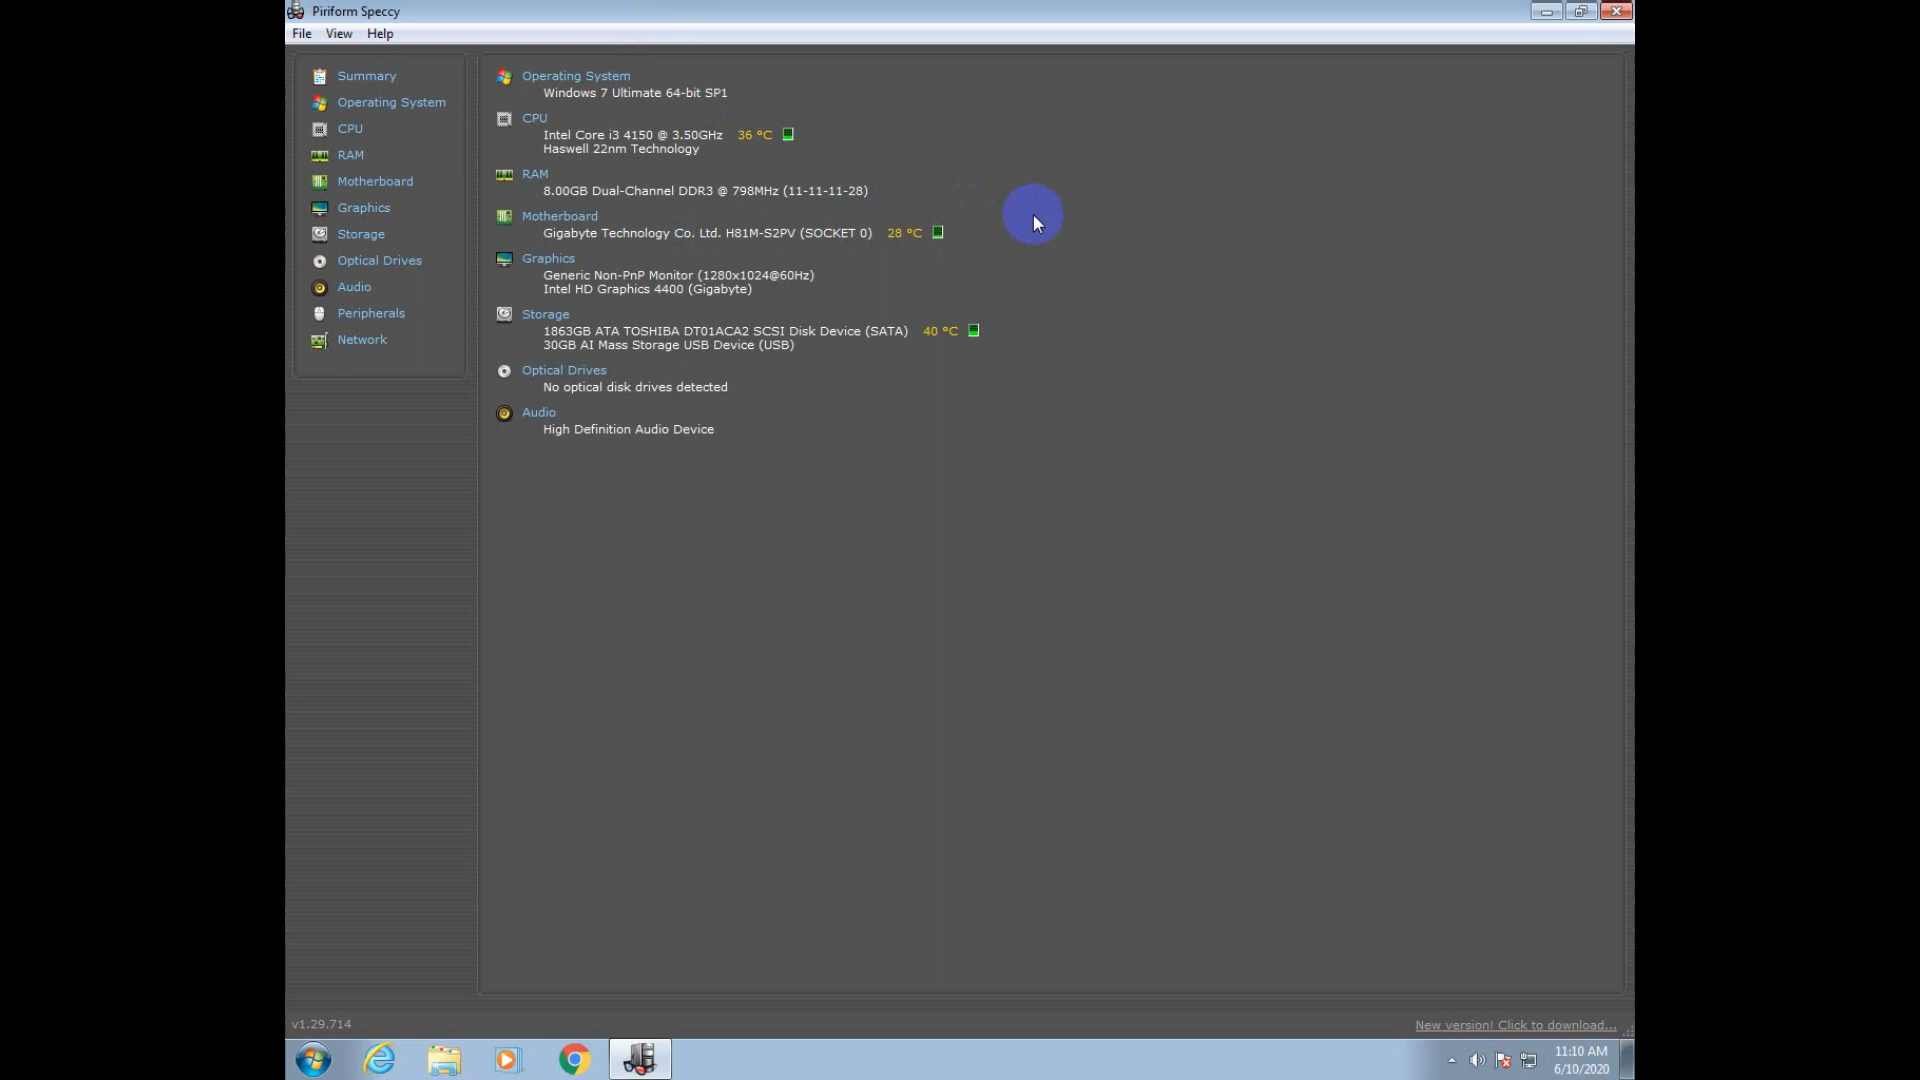 Piriform Speccy
File View Help
Summary
Operating System
CPU
RAM
Motherboard
Graphics
Storage
Optical Drives
Audio
Peripherals
Network
Operating System
Windows 7 Ultimate 64-bit SP1
CPU
Intel Core i3 4150 @ 3.50GHz 36 °C
Haswell 22nm Technology
RAM
8.00GB Dual-Channel DDR3 @ 798MHz (11-11-11-28)
Motherboard
Gigabyte Technology Co. Ltd. H81M-S2PV (SOCKET 0) 28 °C
Graphics
Generic Non-PnP Monitor (1280x1024@60Hz)
Intel HD Graphics 4400 (Gigabyte)
Storage
1863GB ATA TOSHIBA DT01ACA2 SCSI Disk Device (SATA) 40 °C
30GB AI Mass Storage USB Device (USB)
Optical Drives
No optical disk drives detected
Audio
High Definition Audio Device
v1.29.714
New version! Click to download...
11:10 AM
6/10/2020